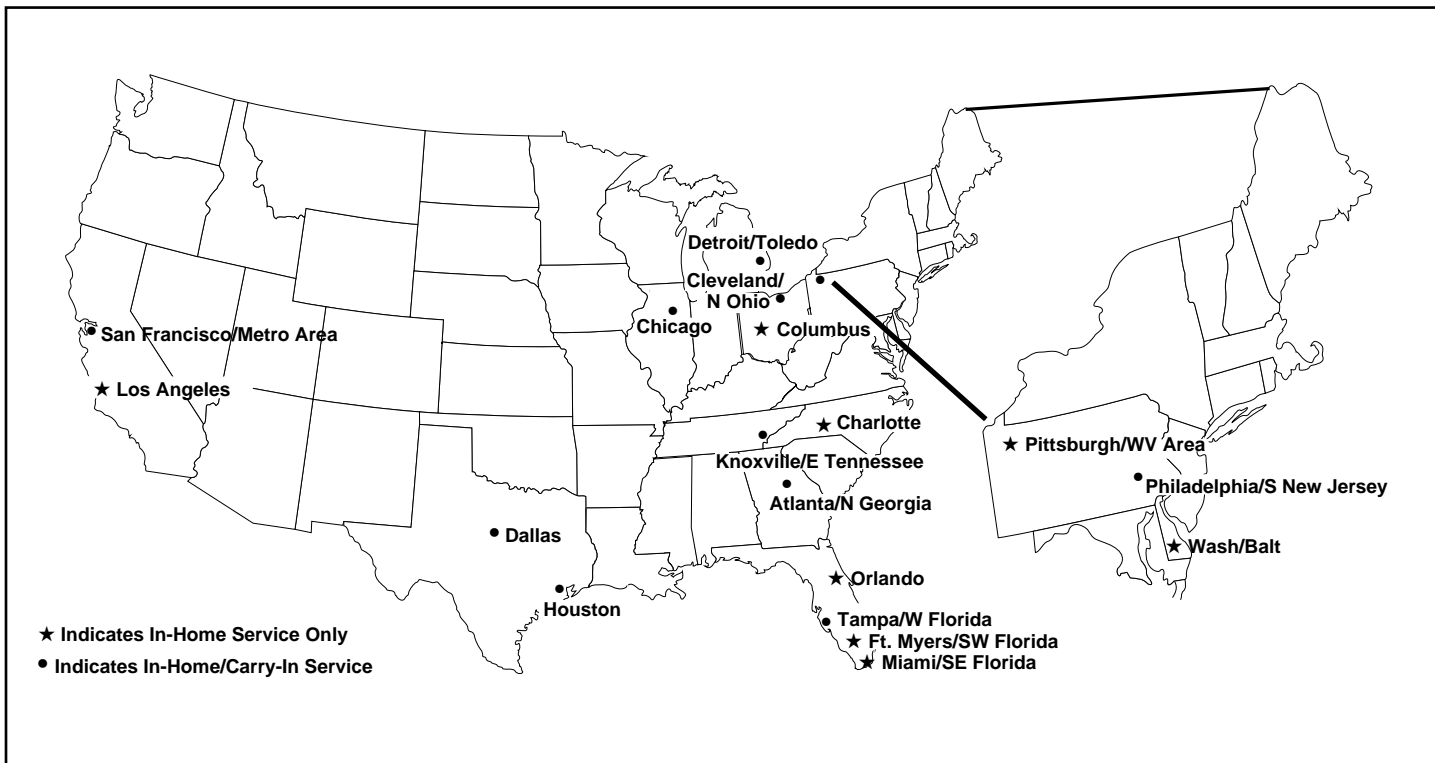 Detroit/Toledo
Cleveland/
N Ohio
Chicago
Columbus
San Francisco/Metro Area
Los Angeles
Charlotte
Knoxville/E Tennessee
Atlanta/N Georgia
Pittsburgh/WV Area
Philadelphia/S New Jersey
Wash/Balt
Dallas
Houston
Orlando
Tampa/W Florida
Ft. Myers/SW Florida
Miami/SE Florida
★ Indicates In-Home Service Only
● Indicates In-Home/Carry-In Service